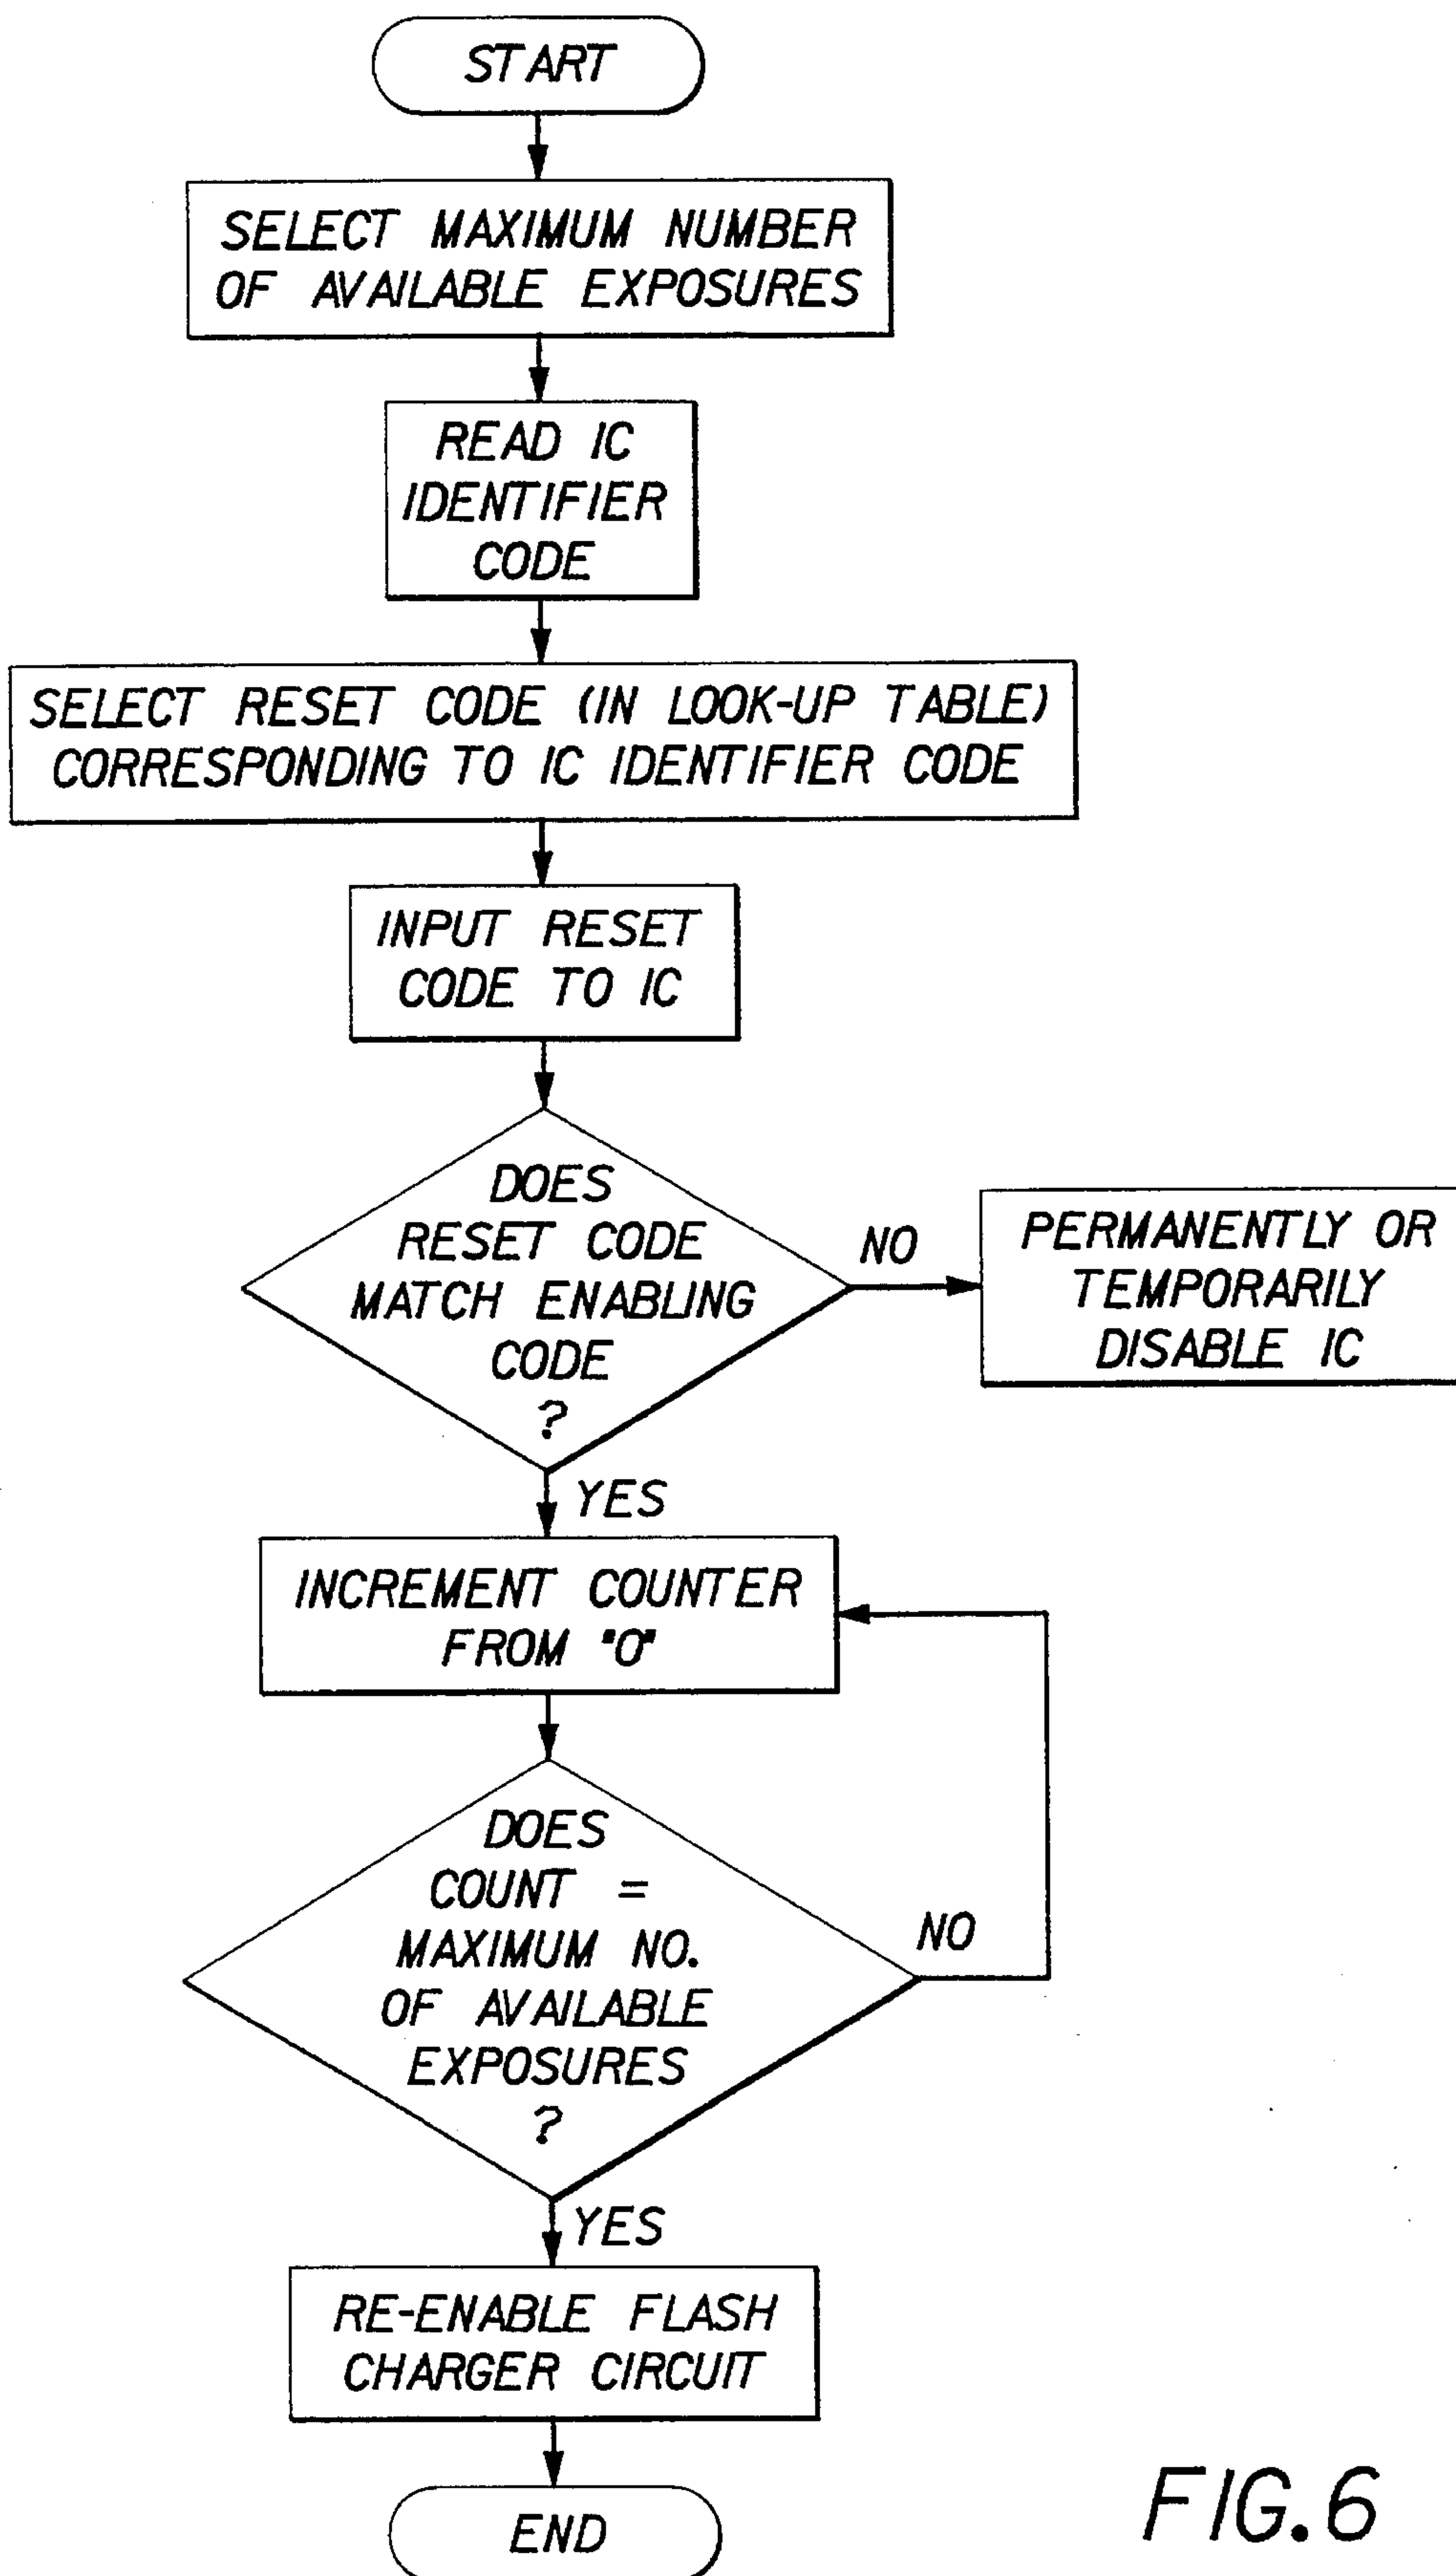 START
SELECT MAXIMUM NUMBER
OF AVAILABLE EXPOSURES
READ IC
IDENTIFIER
CODE
SELECT RESET CODE (IN LOOK-UP TABLE)
CORRESPONDING TO IC IDENTIFIER CODE
INPUT RESET
CODE TO IC
DOES
RESET CODE
MATCH ENABLING
CODE
?
NO
PERMANENTLY OR
TEMPORARILY
DISABLE IC
YES
INCREMENT COUNTER
FROM "0"
DOES
COUNT =
MAXIMUM NO.
OF AVAILABLE
EXPOSURES
?
NO
YES
RE-ENABLE FLASH
CHARGER CIRCUIT
END
FIG.6